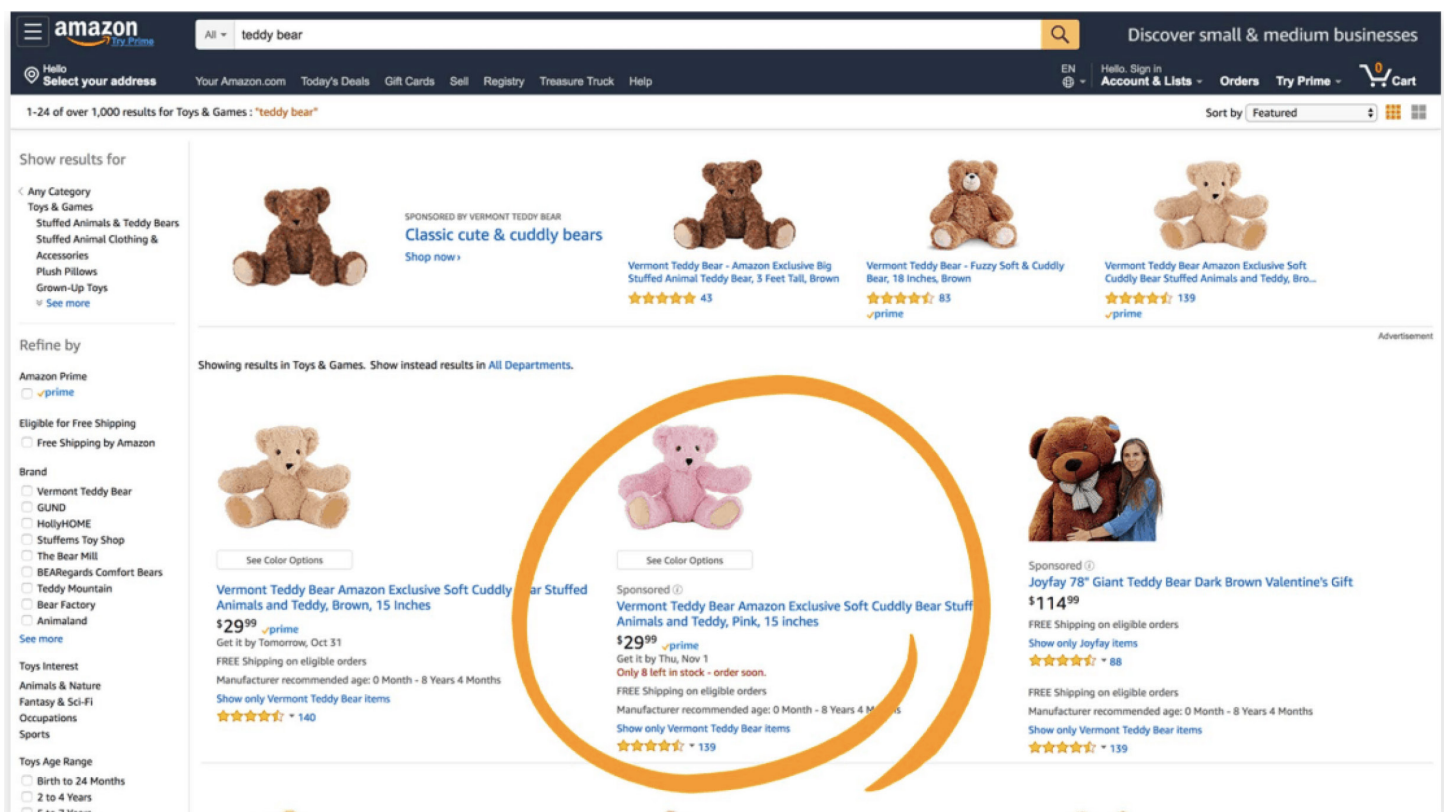 amazon
Try Prime
All
teddy bear
Discover small & medium businesses
Hello
Select your address
Your Amazon.com Today's Deals Gift Cards Sell Registry Treasure Truck Help
EN
Hello. Sign in
Account & Lists
Orders
Try Prime
0
Cart
1-24 of over 1,000 results for Toys & Games : "teddy bear"
Sort by Featured
Show results for
Any Category
Toys & Games
Stuffed Animals & Teddy Bears
Stuffed Animal Clothing &
Accessories
Plush Pillows
Grown-Up Toys
See more
Refine by
Amazon Prime
prime
Eligible for Free Shipping
Free Shipping by Amazon
Brand
Vermont Teddy Bear
GUND
HollyHOME
Stuffems Toy Shop
The Bear Mill
BEARegards Comfort Bears
Teddy Mountain
Bear Factory
Animaland
See more
Toys Interest
Animals & Nature
Fantasy & Sci-Fi
Occupations
Sports
Toys Age Range
Birth to 24 Months
2 to 4 Years
SPONSORED BY VERMONT TEDDY BEAR
Classic cute & cuddly bears
Shop now ›
Vermont Teddy Bear - Amazon Exclusive Big
Stuffed Animal Teddy Bear, 3 Feet Tall, Brown
43
Vermont Teddy Bear - Fuzzy Soft & Cuddly
Bear, 18 Inches, Brown
83
prime
Vermont Teddy Bear Amazon Exclusive Soft
Cuddly Bear Stuffed Animals and Teddy, Bro...
139
prime
Advertisement
Showing results in Toys & Games. Show instead results in All Departments.
See Color Options
Vermont Teddy Bear Amazon Exclusive Soft Cuddly ar Stuffed
Animals and Teddy, Brown, 15 Inches
$29⁹⁹ prime
Get it by Tomorrow, Oct 31
FREE Shipping on eligible orders
Manufacturer recommended age: 0 Month - 8 Years 4 Months
Show only Vermont Teddy Bear items
140
See Color Options
Sponsored
Vermont Teddy Bear Amazon Exclusive Soft Cuddly Bear Stuff
Animals and Teddy, Pink, 15 inches
$29⁹⁹ prime
Get it by Thu, Nov 1
Only 8 left in stock - order soon.
FREE Shipping on eligible orders
Manufacturer recommended age: 0 Month - 8 Years 4 M s
Show only Vermont Teddy Bear items
139
Sponsored
Joyfay 78" Giant Teddy Bear Dark Brown Valentine's Gift
$114⁹⁹
FREE Shipping on eligible orders
Show only Joyfay items
88
FREE Shipping on eligible orders
Manufacturer recommended age: 0 Month - 8 Years 4 Months
Show only Vermont Teddy Bear items
139